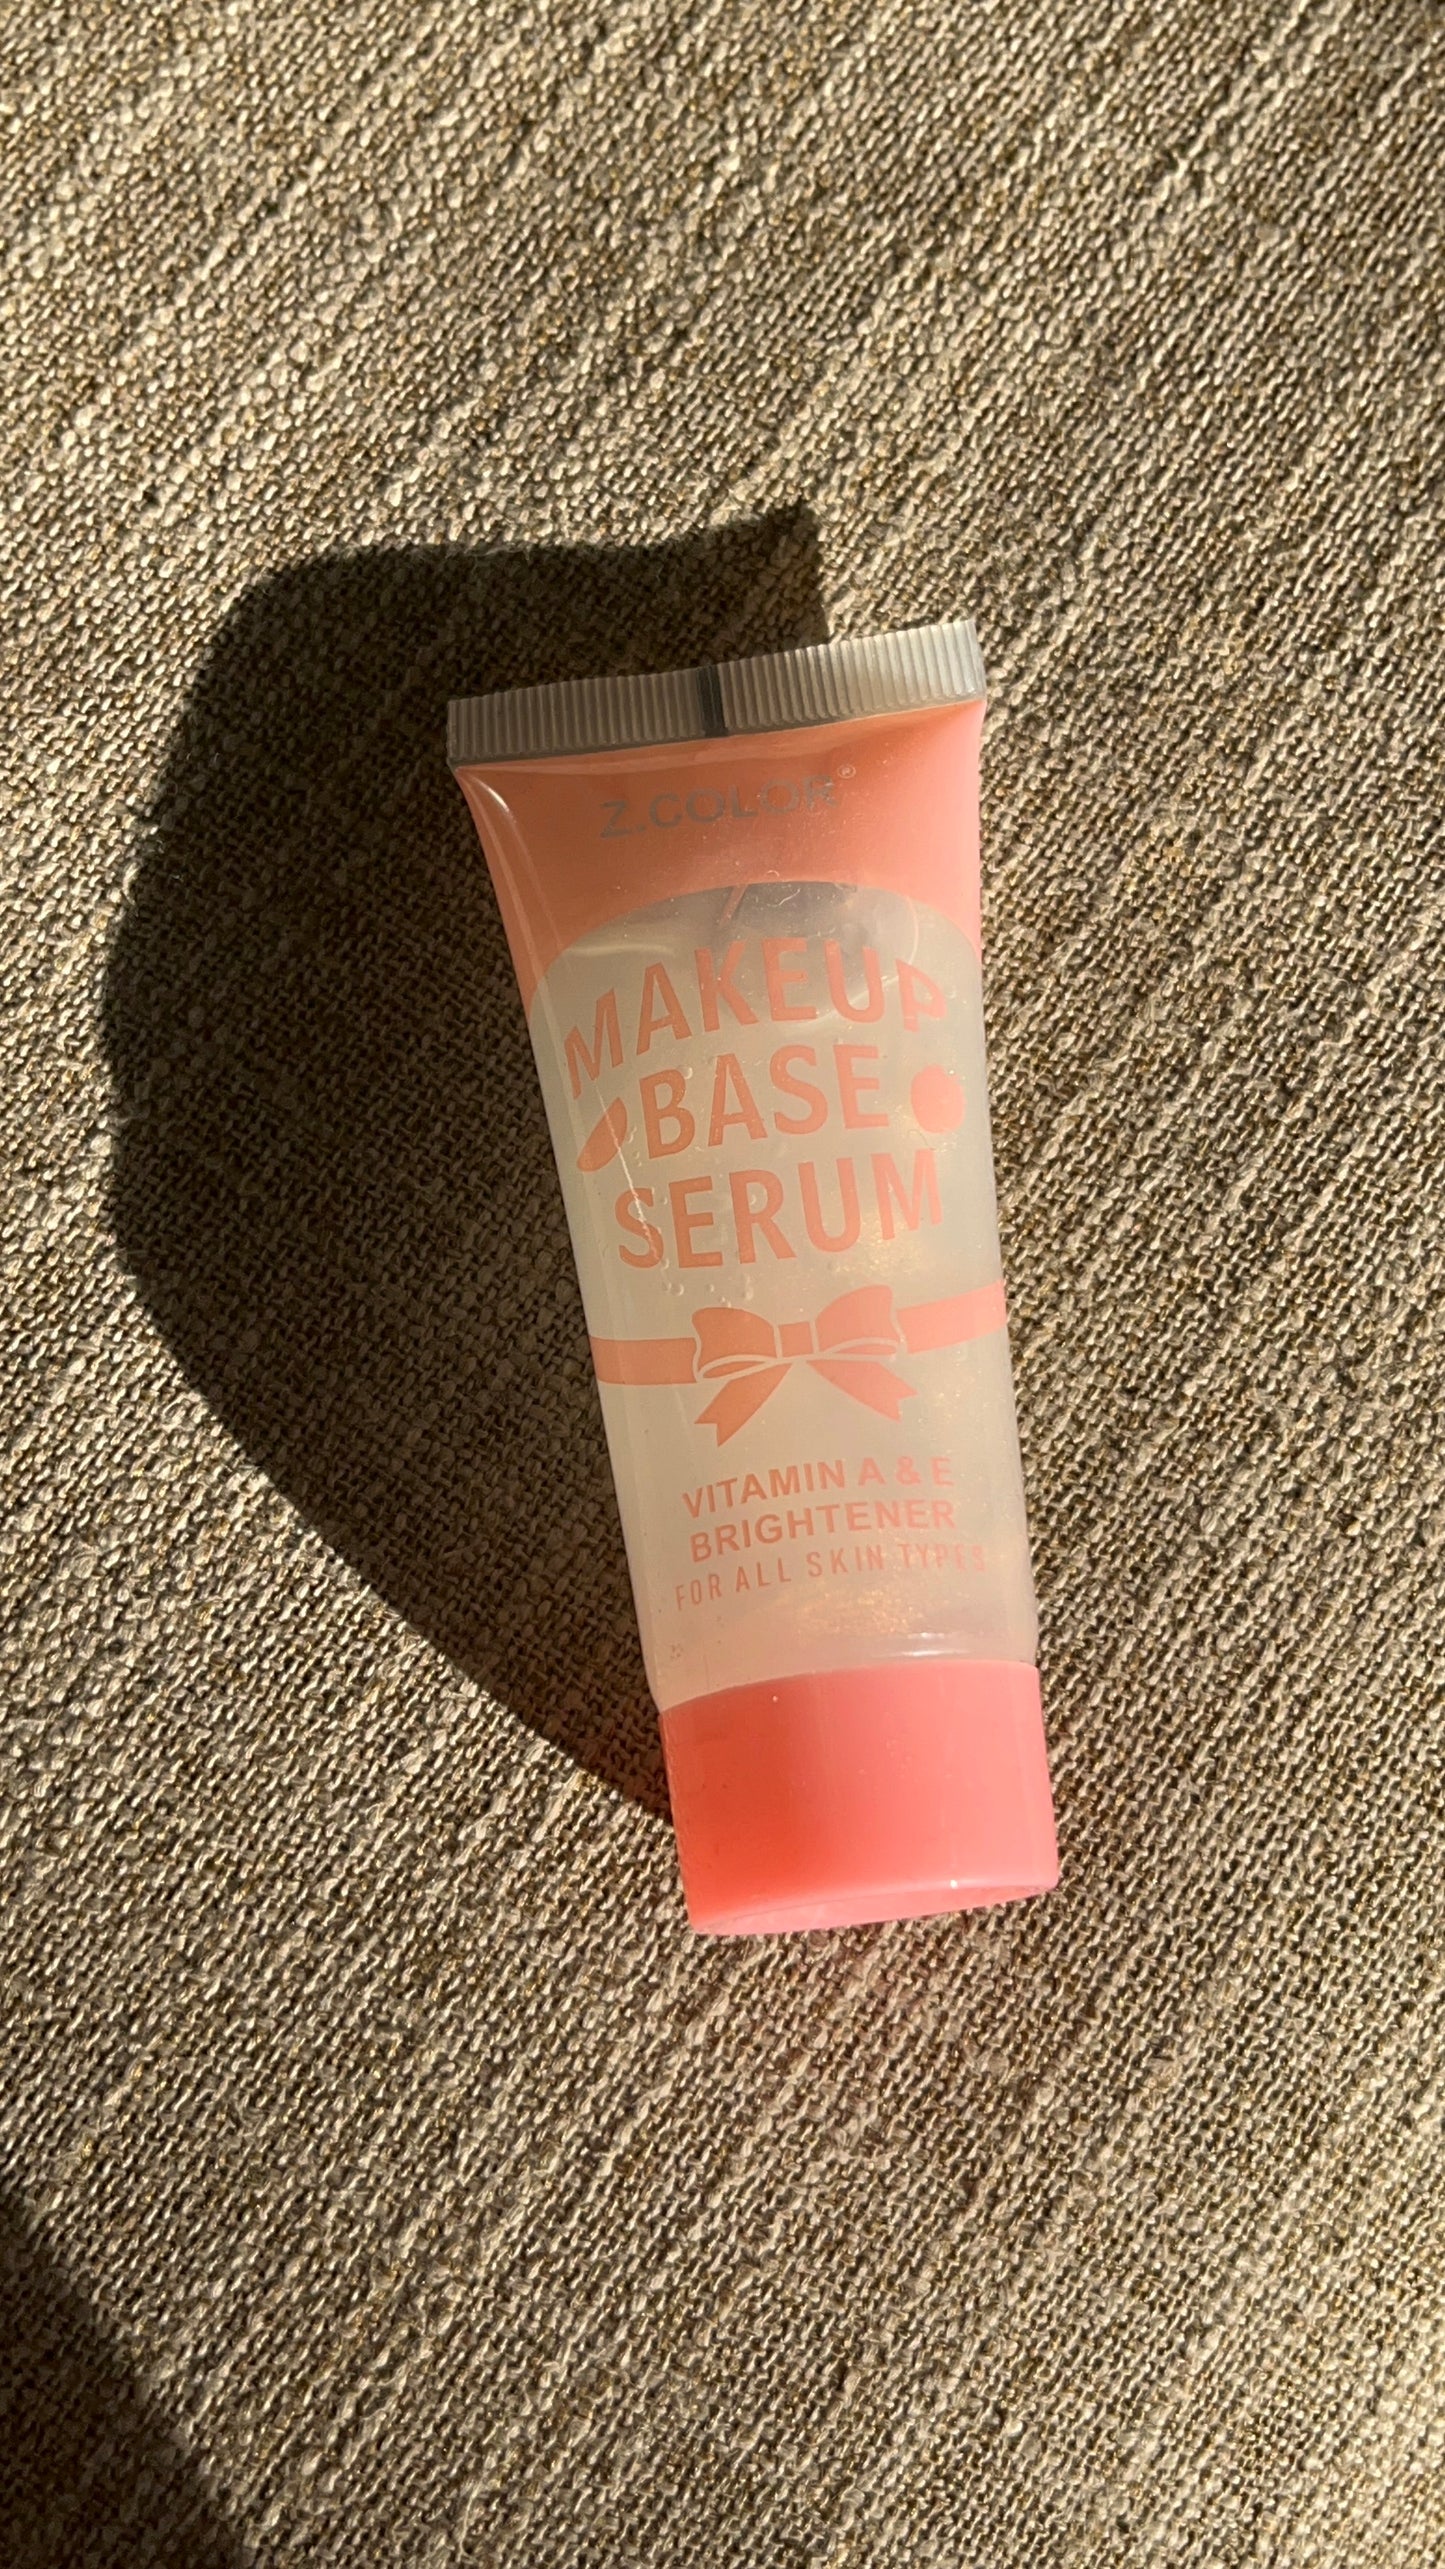 Z.COLOR®
MAKEUP
BASE
SERUM
VITAMIN A & E
BRIGHTENER
FOR ALL SKIN TYPES